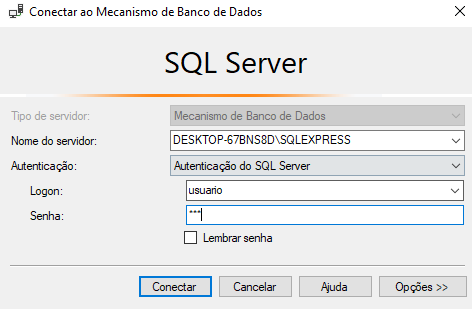 Conectar ao Mecanismo de Banco de Dados
SQL Server
Tipo de servidor: Mecanismo de Banco de Dados
Nome do servidor: DESKTOP-67BNS8D\SQLEXPRESS
Autenticação: Autenticação do SQL Server
Logon: usuario
Senha: ***
Lembrar senha
Conectar Cancelar Ajuda Opções >>